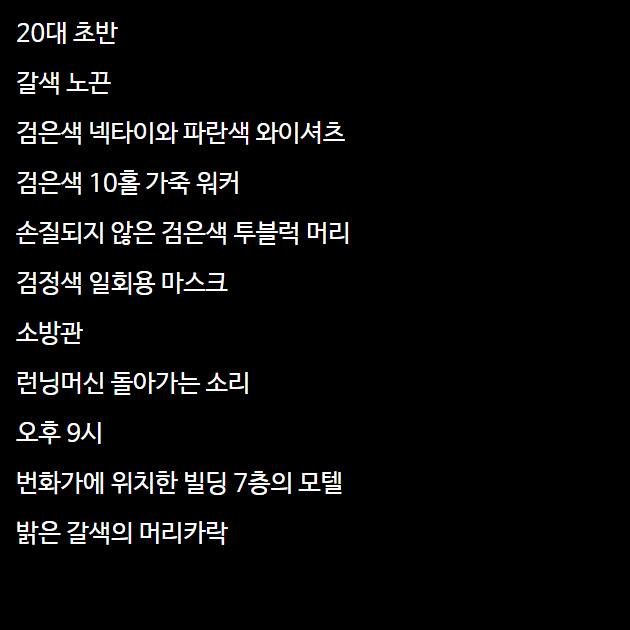 20대 초반
갈색 노끈
검은색 넥타이와 파란색 와이셔츠
검은색 10홀 가죽 워커
손질되지 않은 검은색 투블럭 머리
검정색 일회용 마스크
소방관
런닝머신 돌아가는 소리
오후 9시
번화가에 위치한 빌딩 7층의 모텔
밝은 갈색의 머리카락